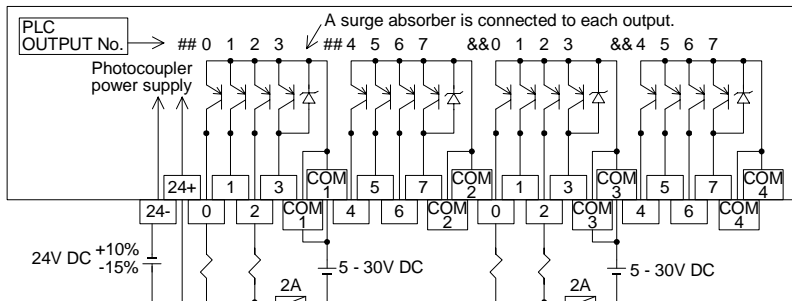 A surge absorber is connected to each output.
PLC
OUTPUT No.
## 0 1 2 3 ## 4 5 6 7 && 0 1 2 3 && 4 5 6 7
Photocoupler
power supply
24+ 1 3 COM 1 5 7 COM 2 1 3 COM 3 5 7 COM 4
24- 0 2 COM 1 4 6 COM 2 0 2 COM 3 4 6 COM 4
24V DC +10%
-15%
5 - 30V DC 5 - 30V DC
2A 2A